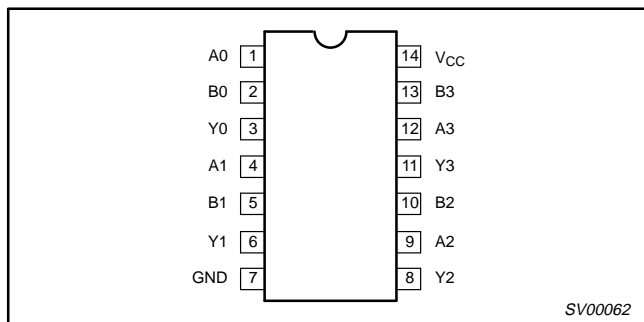 A0 1 14 VCC
B0 2 13 B3
Y0 3 12 A3
A1 4 11 Y3
B1 5 10 B2
Y1 6 9 A2
GND 7 8 Y2
SV00062